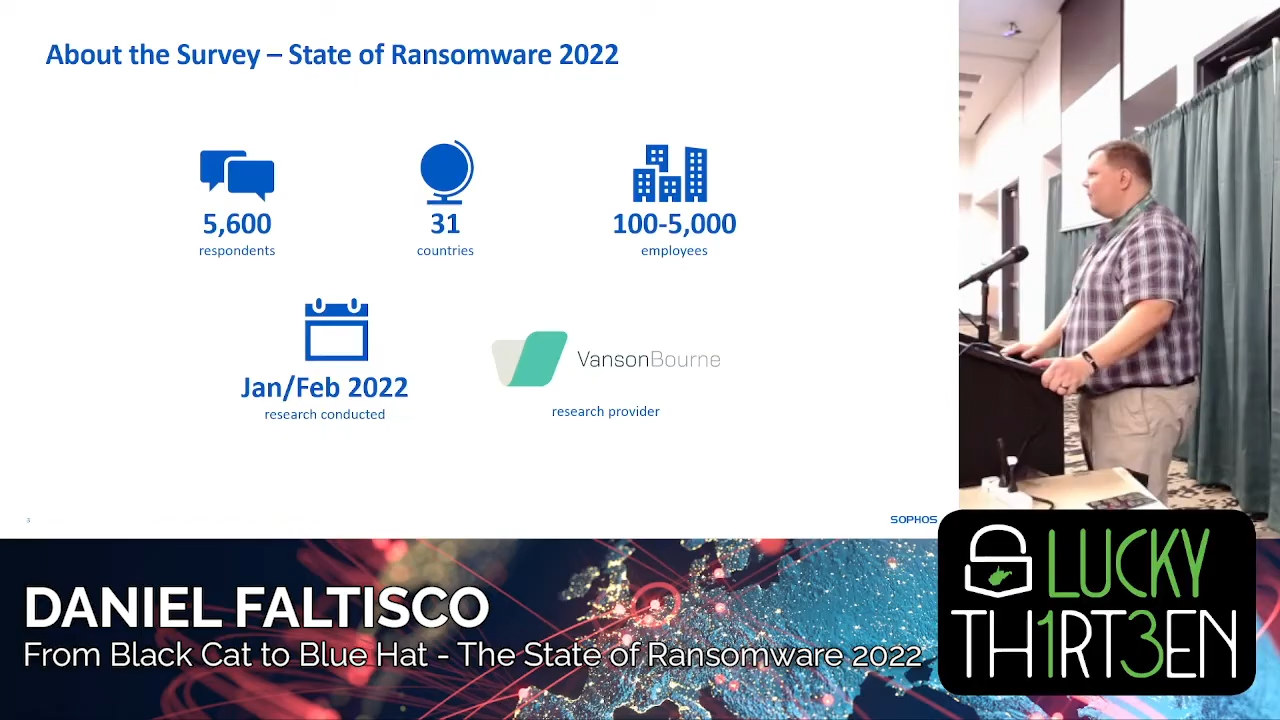 About the Survey – State of Ransomware 2022
5,600
respondents
31
countries
100-5,000
employees
Jan/Feb 2022
research conducted
VansonBourne
research provider
3
SOPHOS
DANIEL FALTISCO
From Black Cat to Blue Hat - The State of Ransomware 2022
LUCKY
TH1RT3EN